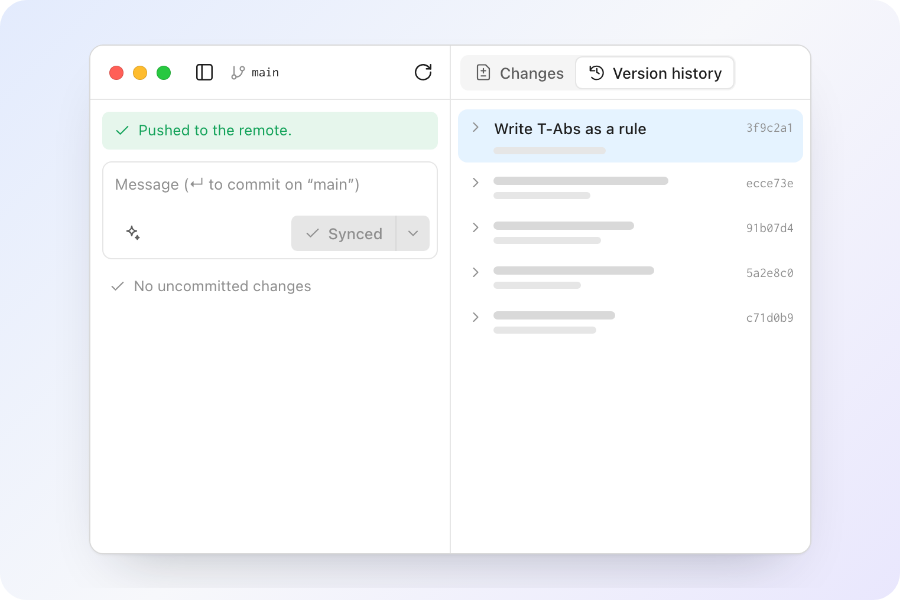 main
Changes
Version history
Pushed to the remote.
Message (↵ to commit on “main”)
Synced
No uncommitted changes
Write T-Abs as a rule
3f9c2a1
ecce73e
91b07d4
5a2e8c0
c71d0b9